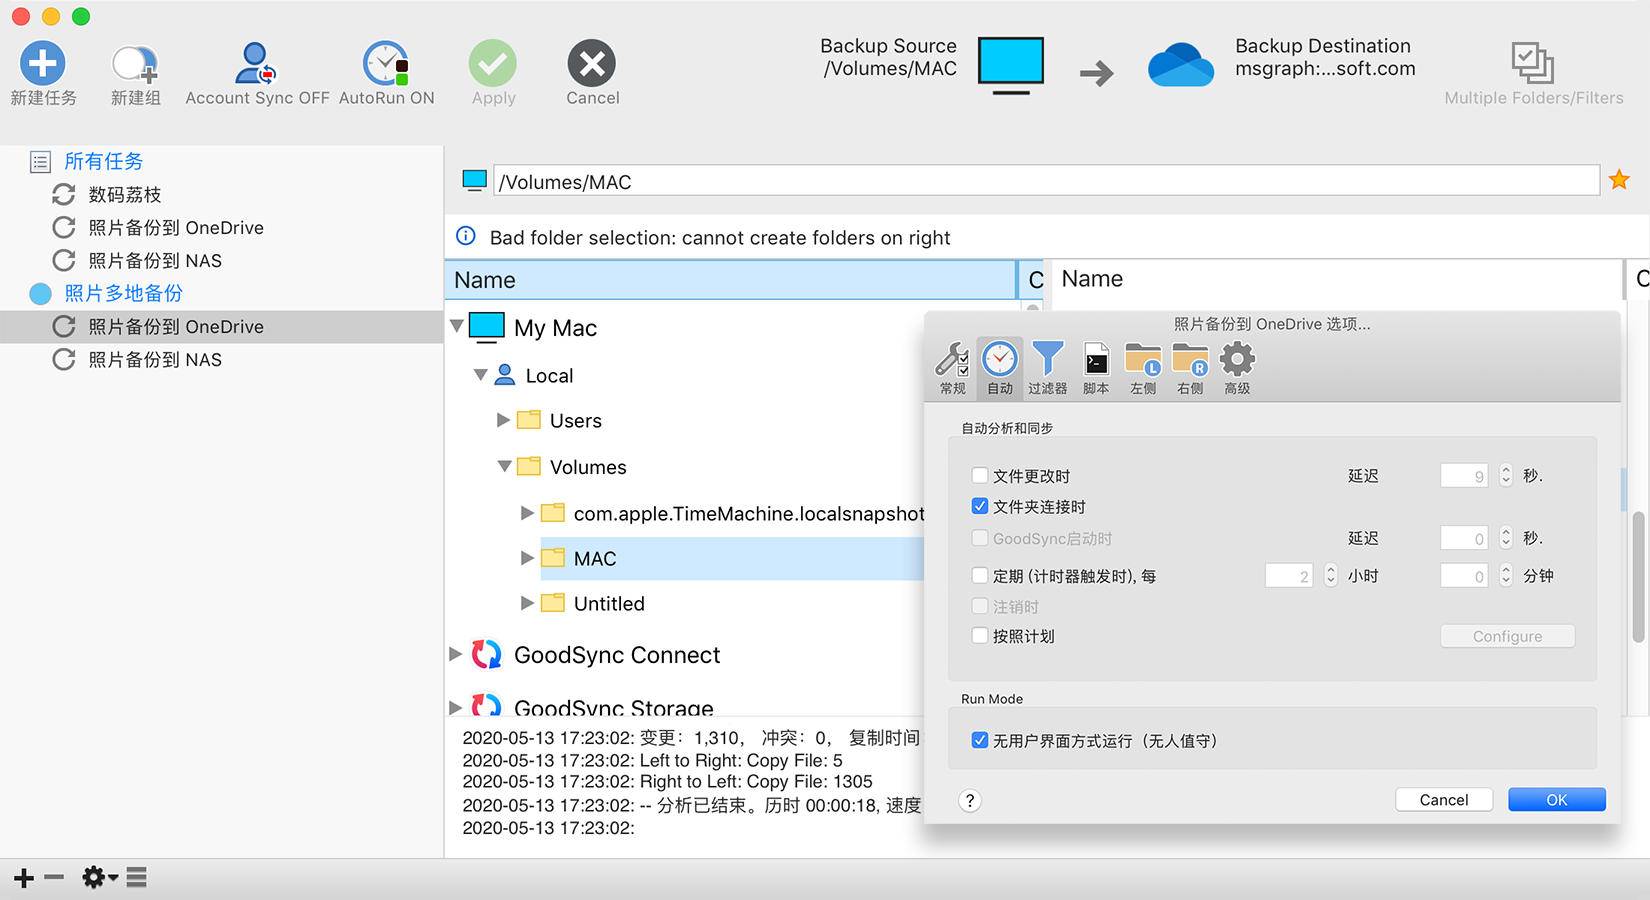 新建任务
新建组
Account Sync OFF
AutoRun ON
Apply
Cancel
Backup Source
/Volumes/MAC
Backup Destination
msgraph:...soft.com
Multiple Folders/Filters
所有任务
数码荔枝
照片备份到 OneDrive
照片备份到 NAS
照片多地备份
照片备份到 OneDrive
照片备份到 NAS
/Volumes/MAC
Bad folder selection: cannot create folders on right
Name
C
Name
C
My Mac
Local
Users
Volumes
com.apple.TimeMachine.localsnapshot
MAC
Untitled
GoodSync Connect
GoodSync Storage
2020-05-13 17:23:02: 变更：1,310， 冲突：0， 复制时间
2020-05-13 17:23:02: Left to Right: Copy File: 5
2020-05-13 17:23:02: Right to Left: Copy File: 1305
2020-05-13 17:23:02: -- 分析已结束。历时 00:00:18, 速度
2020-05-13 17:23:02:
照片备份到 OneDrive 选项...
常规
自动
过滤器
脚本
L
左侧
R
右侧
高级
自动分析和同步
文件更改时 延迟 9 秒.
文件夹连接时
GoodSync启动时 延迟 0 秒.
定期 (计时器触发时), 每 2 小时 0 分钟
注销时
按照计划 Configure
Run Mode
无用户界面方式运行（无人值守）
?
Cancel
OK